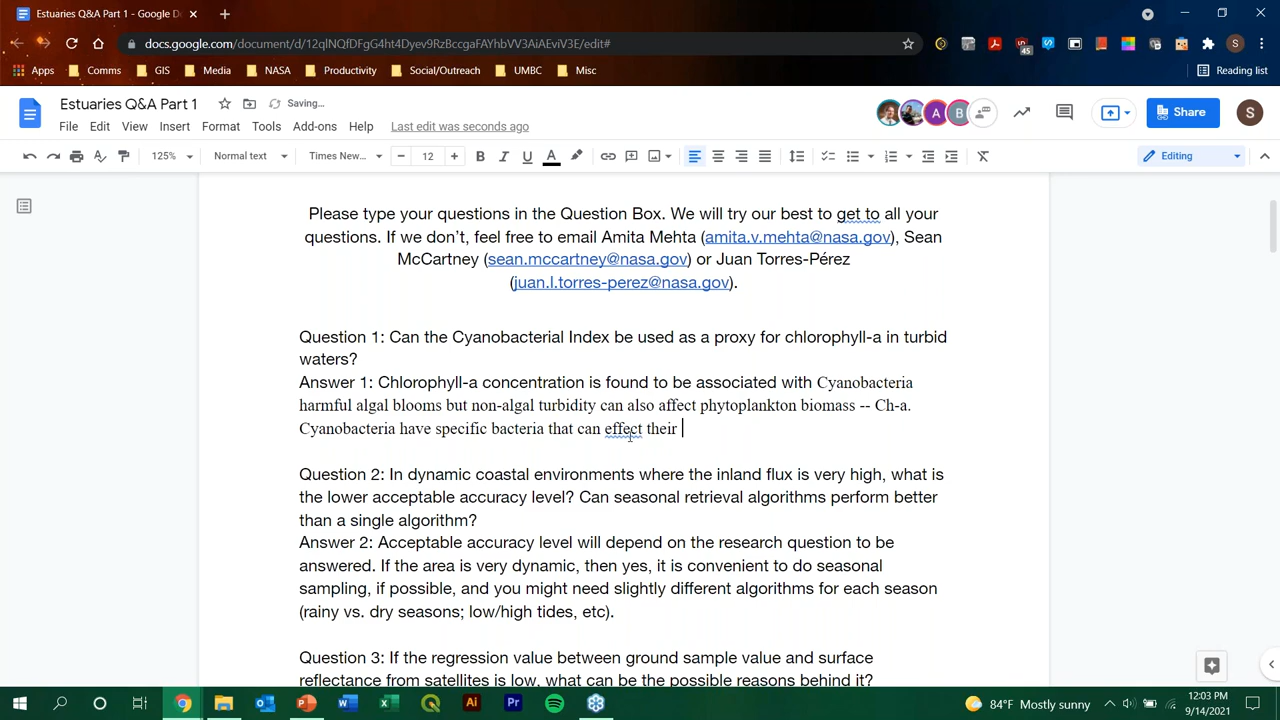 Estuaries Q&A Part 1 - Google D
docs.google.com/document/d/12qlNQfDFgG4ht4Dyev9RzBccgaFAYhbVV3AiAEviV3E/edit#
45
S
Apps Comms GIS Media NASA Productivity Social/Outreach UMBC Misc Reading list
Estuaries Q&A Part 1 Saving...
A B Share S
File Edit View Insert Format Tools Add-ons Help Last edit was seconds ago
125% Normal text Times New... 12 B I U A Editing
Please type your questions in the Question Box. We will try our best to get to all your
questions. If we don't, feel free to email Amita Mehta (amita.v.mehta@nasa.gov), Sean
McCartney (sean.mccartney@nasa.gov) or Juan Torres-Pérez
(juan.l.torres-perez@nasa.gov).
Question 1: Can the Cyanobacterial Index be used as a proxy for chlorophyll-a in turbid
waters?
Answer 1: Chlorophyll-a concentration is found to be associated with Cyanobacteria
harmful algal blooms but non-algal turbidity can also affect phytoplankton biomass -- Ch-a.
Cyanobacteria have specific bacteria that can effect their
Question 2: In dynamic coastal environments where the inland flux is very high, what is
the lower acceptable accuracy level? Can seasonal retrieval algorithms perform better
than a single algorithm?
Answer 2: Acceptable accuracy level will depend on the research question to be
answered. If the area is very dynamic, then yes, it is convenient to do seasonal
sampling, if possible, and you might need slightly different algorithms for each season
(rainy vs. dry seasons; low/high tides, etc).
Question 3: If the regression value between ground sample value and surface
reflectance from satellites is low, what can be the possible reasons behind it?
84°F Mostly sunny
12:03 PM
9/14/2021